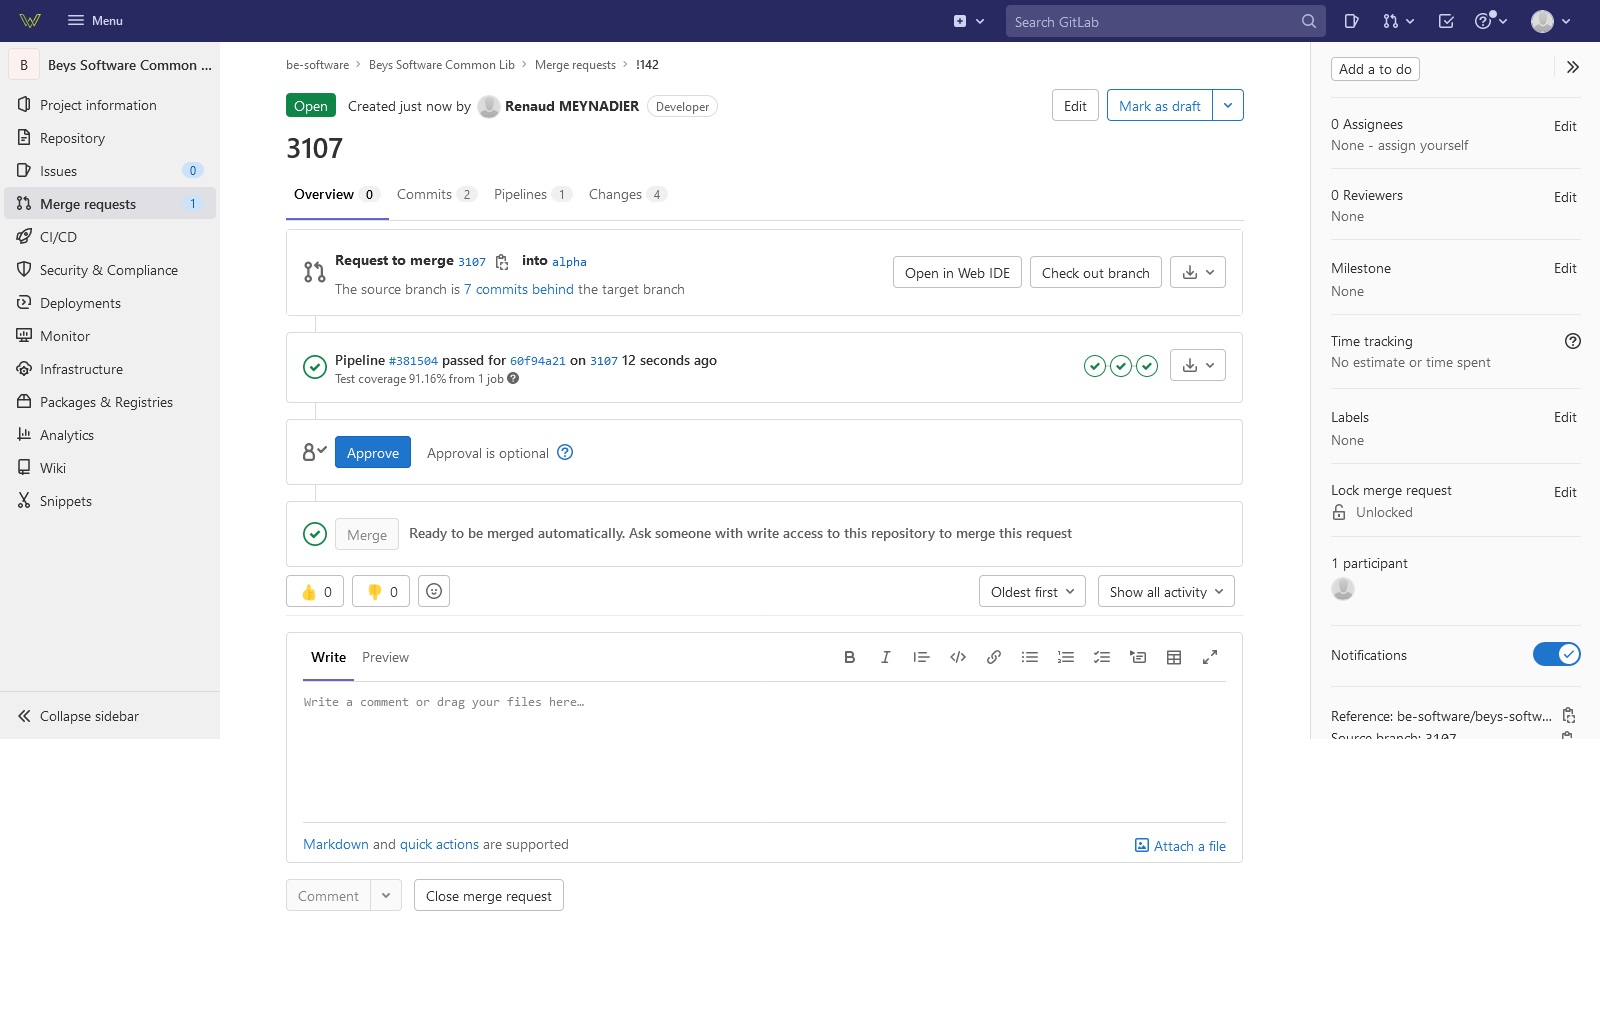 Menu
Search GitLab
B Beys Software Common ...
Project information
Repository
Issues 0
Merge requests 1
CI/CD
Security & Compliance
Deployments
Monitor
Infrastructure
Packages & Registries
Analytics
Wiki
Snippets
Collapse sidebar
be-software > Beys Software Common Lib > Merge requests > !142
Open Created just now by Renaud MEYNADIER Developer
Edit Mark as draft
3107
Overview 0 Commits 2 Pipelines 1 Changes 4
Request to merge 3107 into alpha
The source branch is 7 commits behind the target branch
Open in Web IDE Check out branch
Pipeline #381504 passed for 60f94a21 on 3107 12 seconds ago
Test coverage 91.16% from 1 job
Approve Approval is optional
Merge Ready to be merged automatically. Ask someone with write access to this repository to merge this request
👍 0 👎 0
Oldest first Show all activity
Write Preview
Write a comment or drag your files here…
Markdown and quick actions are supported
Attach a file
Comment Close merge request
Add a to do
0 Assignees Edit
None - assign yourself
0 Reviewers Edit
None
Milestone Edit
None
Time tracking
No estimate or time spent
Labels Edit
None
Lock merge request Edit
Unlocked
1 participant
Notifications
Reference: be-software/beys-softw...
Source branch: 3107